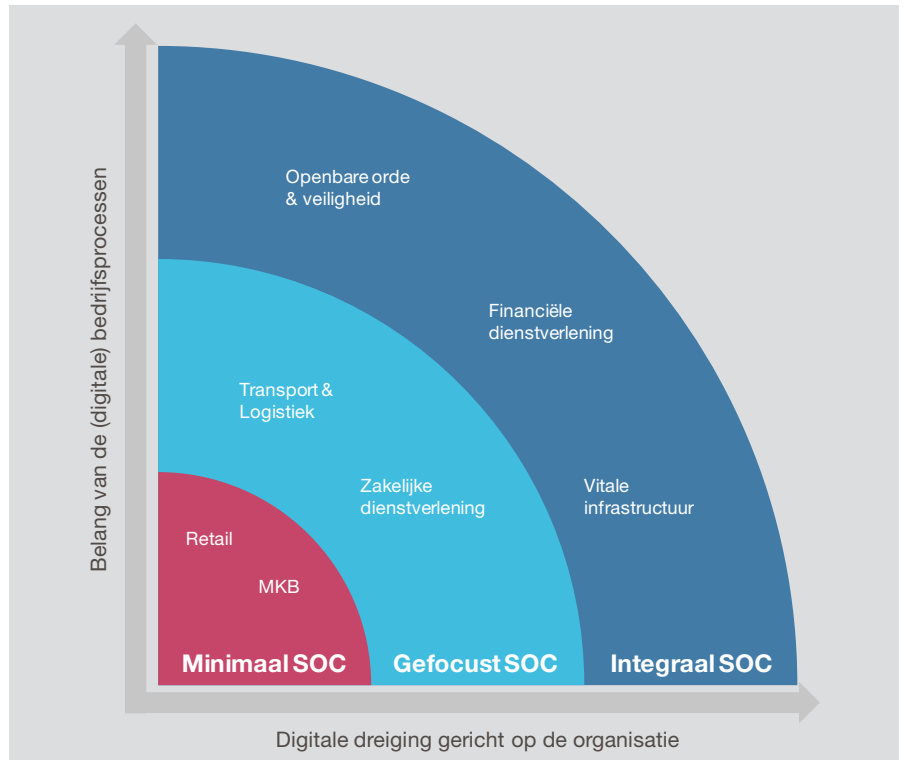 Belang van de (digitale) bedrijfsprocessen
Openbare orde
& veiligheid
Financiële
dienstverlening
Transport &
Logistiek
Zakelijke
dienstverlening
Vitale
infrastructuur
Retail
MKB
Minimaal SOC
Gefocust SOC
Integraal SOC
Digitale dreiging gericht op de organisatie